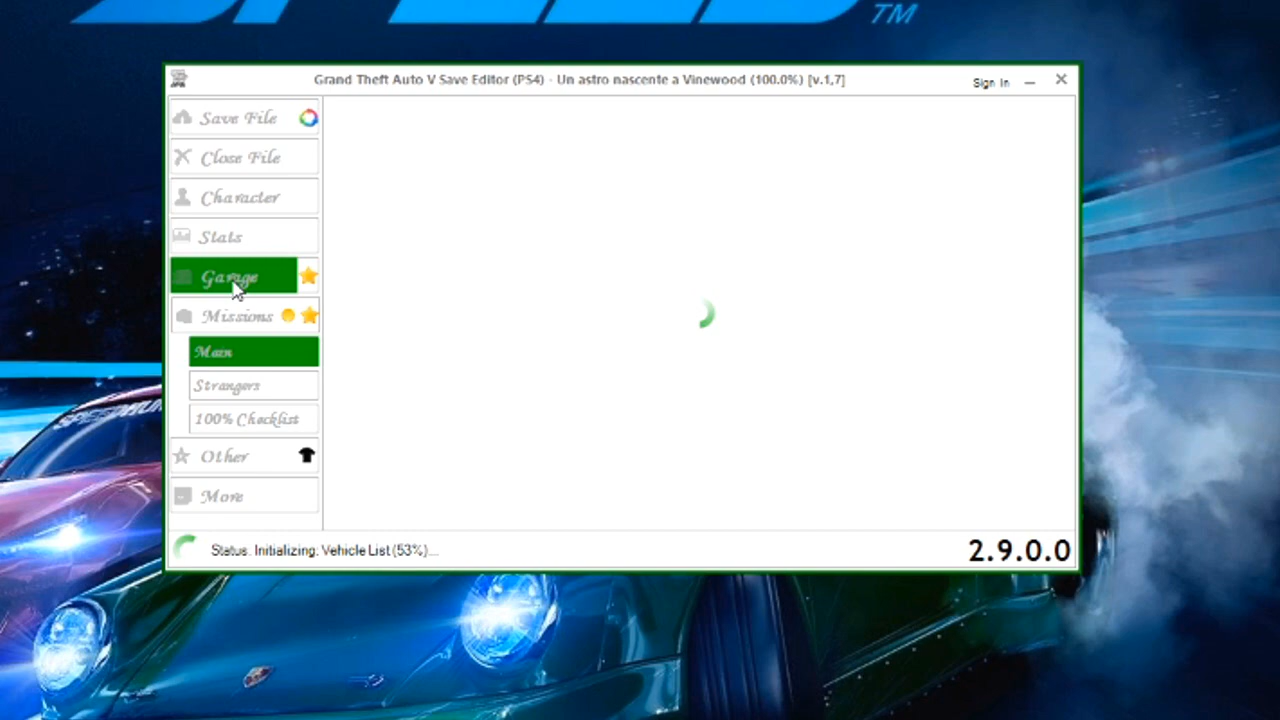 TM
Grand Theft Auto V Save Editor (PS4) - Un astro nascente a Vinewood (100.0%) [v.1,7]
Sign In
Save File
Close File
Character
Stats
Garage
Missions
Main
Strangers
100% Checklist
Other
More
Status: Initializing: Vehicle List (53%)...
2.9.0.0